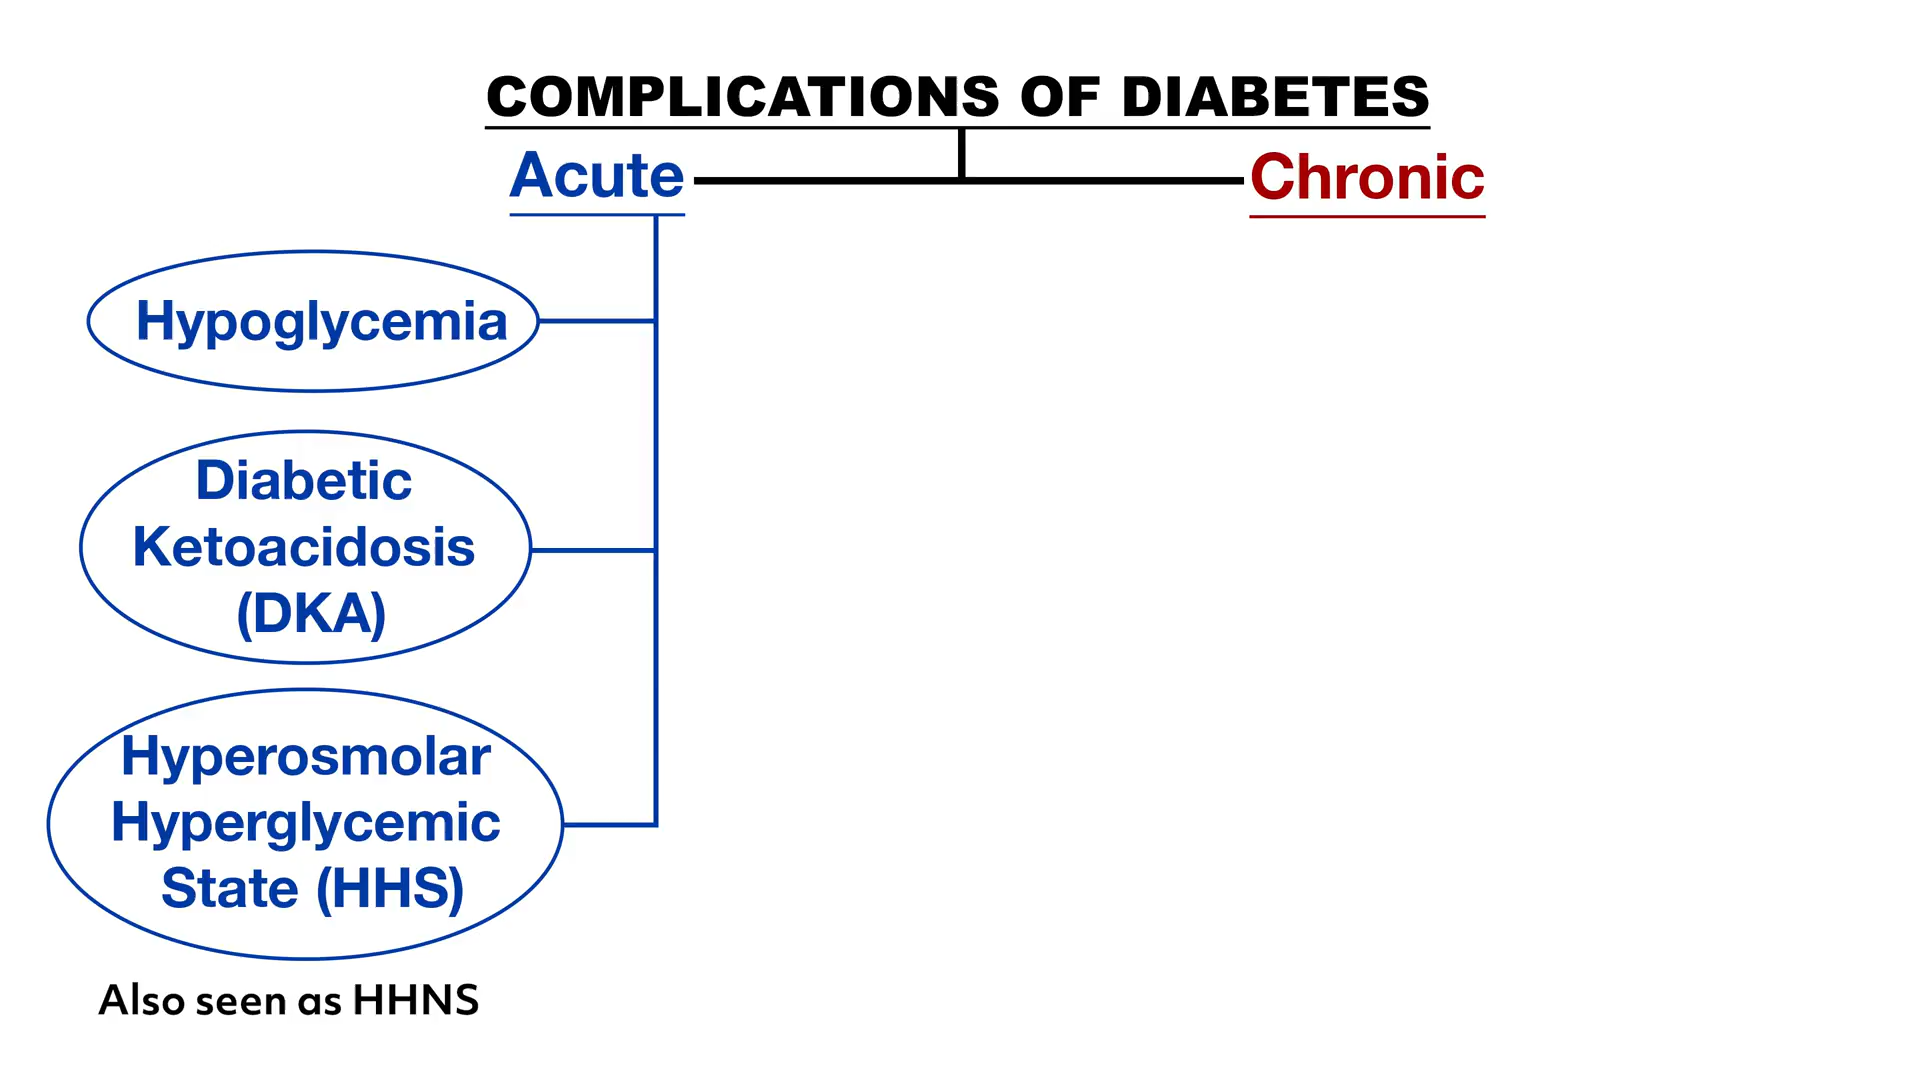 COMPLICATIONS OF DIABETES
Acute
Chronic
Hypoglycemia
Diabetic
Ketoacidosis
(DKA)
Hyperosmolar
Hyperglycemic
State (HHS)
Also seen as HHNS